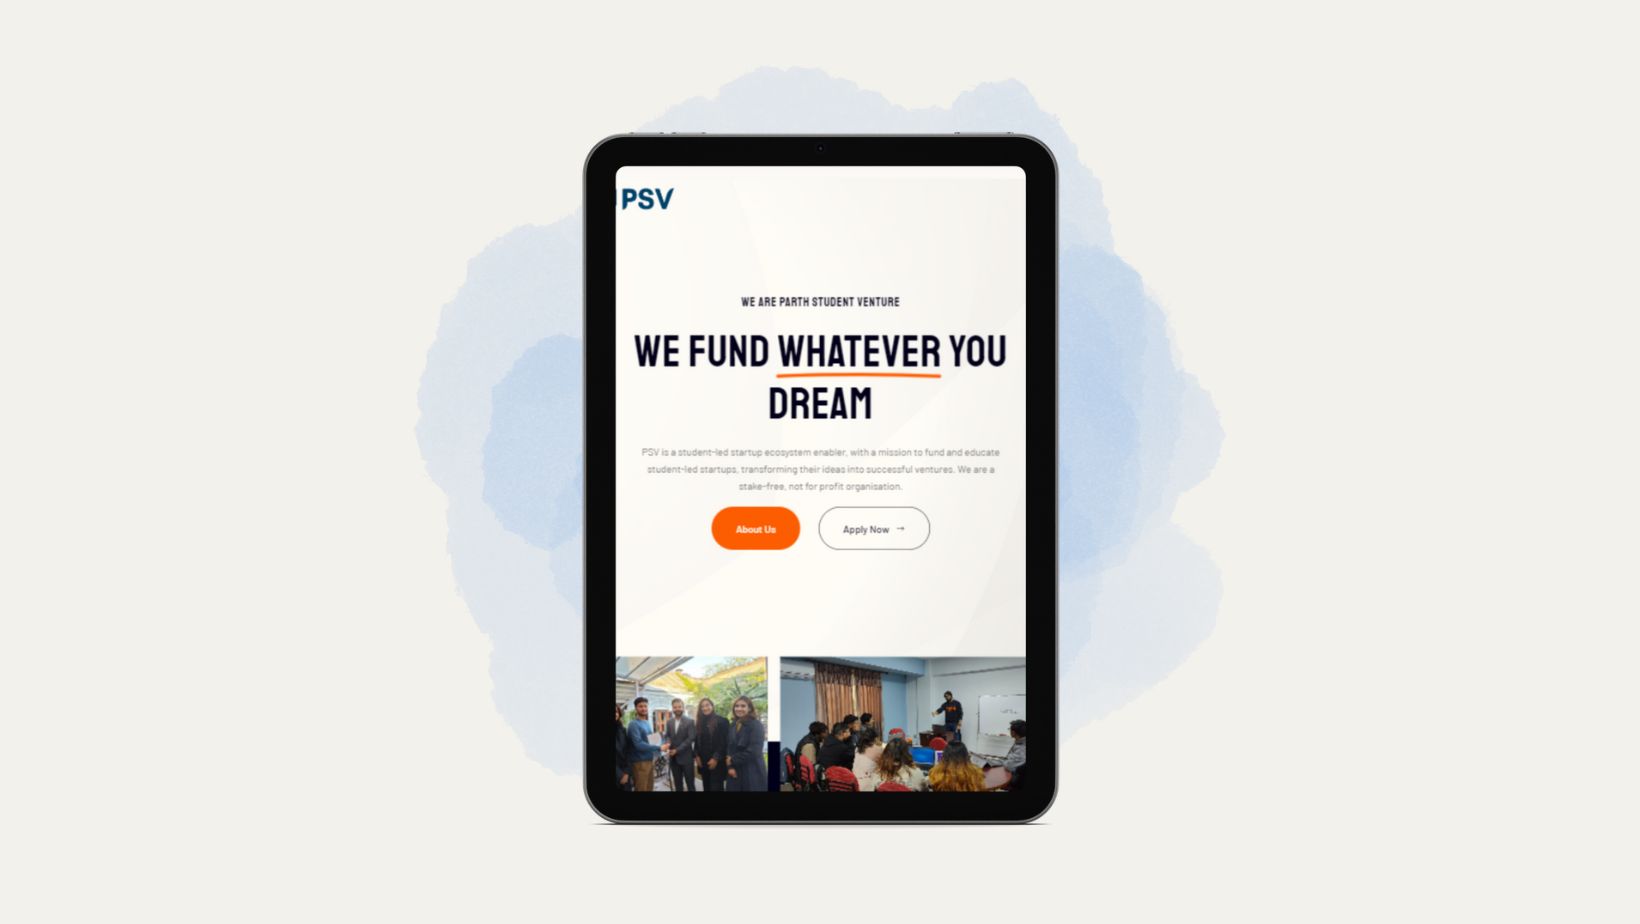 PSV
WE ARE PARTH STUDENT VENTURE
WE FUND WHATEVER YOU
DREAM
PSV is a student-led startup ecosystem enabler, with a mission to fund and educate
student-led startups, transforming their ideas into successful ventures. We are a
stake-free, not for profit organisation.
About Us
Apply Now →